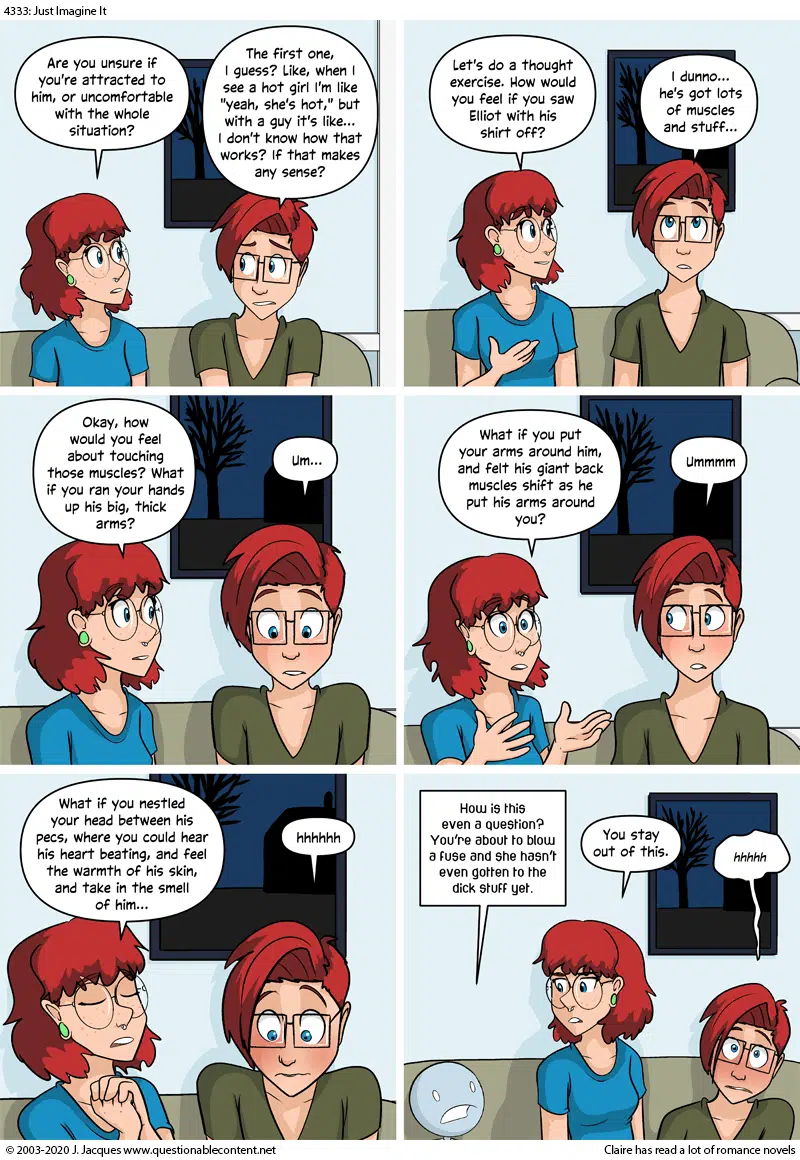 4333: Just Imagine It
Are you unsure if
you're attracted to
him, or uncomfortable
with the whole
situation?
The first one,
I guess? Like, when I
see a hot girl I'm like
"yeah, she's hot," but
with a guy it's like...
I don't know how that
works? If that makes
any sense?
Let's do a thought
exercise. How would
you feel if you saw
Elliot with his
shirt off?
I dunno...
he's got lots
of muscles
and stuff...
Okay, how
would you feel
about touching
those muscles? What
if you ran your hands
up his big, thick
arms?
Um...
What if you put
your arms around him,
and felt his giant back
muscles shift as he
put his arms around
you?
Ummmm
What if you nestled
your head between his
pecs, where you could hear
his heart beating, and feel
the warmth of his skin,
and take in the smell
of him...
hhhhhh
How is this
even a question?
You're about to blow
a fuse and she hasn't
even gotten to the
dick stuff yet.
You stay
out of this.
hhhhh
© 2003-2020 J. Jacques www.questionablecontent.net
Claire has read a lot of romance novels